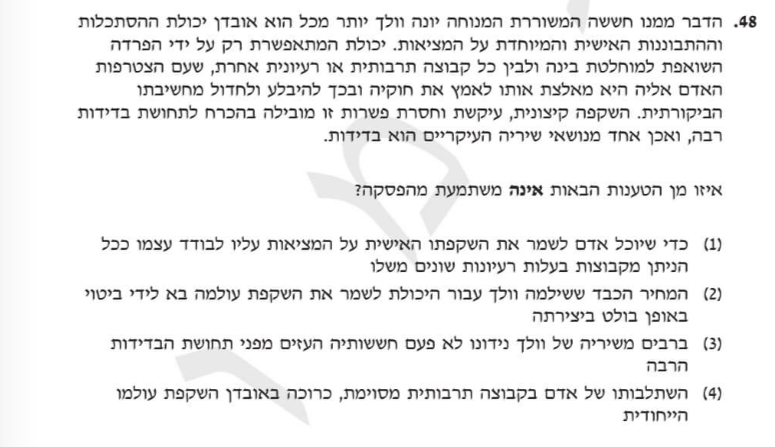 48. הדבר ממנו חששה המשוררת המנוחה יונה וולך יותר מכל הוא אובדן יכולת ההסתכלות
וההתבוננות האישית והמיוחדת על המציאות. יכולת המתאפשרת רק על ידי הפרדה
השואפת למוחלטת בינה ולבין כל קבוצה תרבותית או רעיונית אחרת, שעם הצטרפות
האדם אליה היא מאלצת אותו לאמץ את חוקיה ובכך להיבלע ולחדול מחשיבתו
הביקורתית. השקפה קיצונית, עיקשת וחסרת פשרות זו מובילה בהכרח לתחושת בדידות
רבה, ואכן אחד מנושאי שיריה העיקריים הוא בדידות.
איזו מן הטענות הבאות אינה משתמעת מהפסקה?
(1) כדי שיוכל אדם לשמר את השקפתו האישית על המציאות עליו לבודד עצמו ככל
הניתן מקבוצות בעלות רעיונות שונים משלו
(2) המחיר הכבד ששילמה וולך עבור היכולת לשמר את השקפת עולמה בא לידי ביטוי
באופן בולט ביצירתה
(3) ברבים משיריה של וולך נידונו לא פעם חששותיה העזים מפני תחושת הבדידות
הרבה
(4) השתלבותו של אדם בקבוצה תרבותית מסוימת, כרוכה באובדן השקפת עולמו
הייחודית